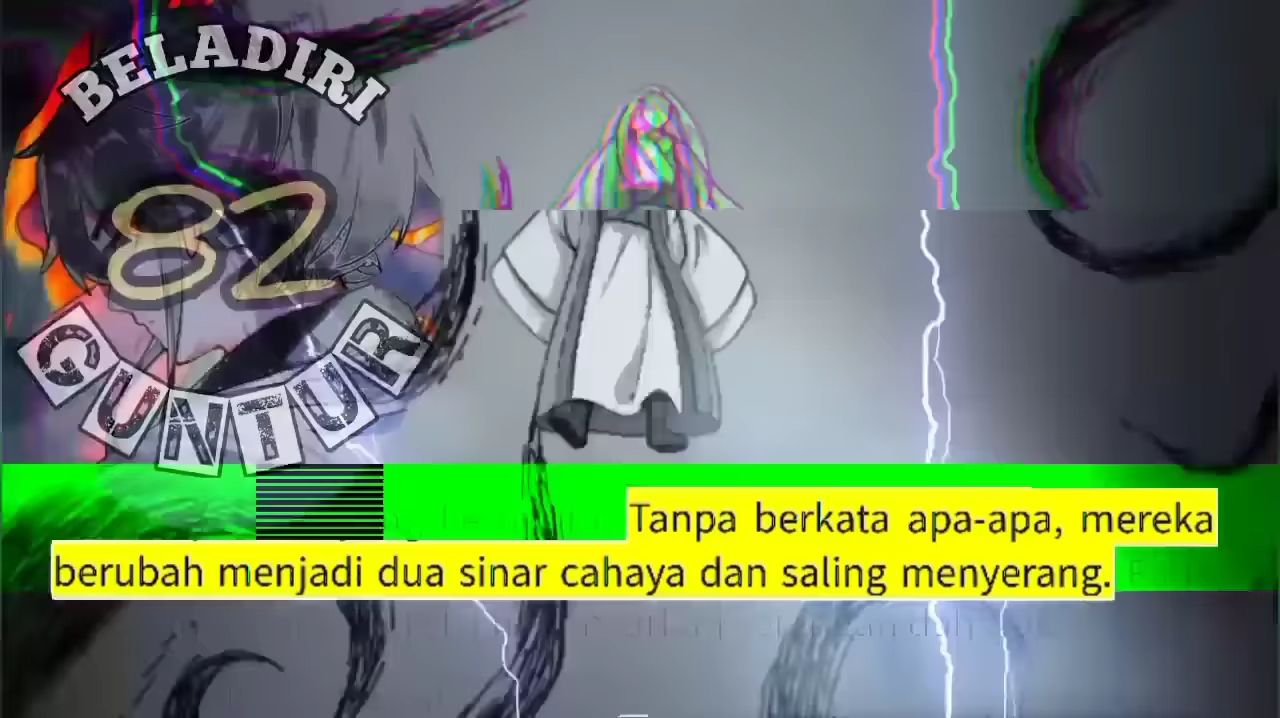 BELADIRI
82
GUNTUR
Tanpa berkata apa-apa, mereka
berubah menjadi dua sinar cahaya dan saling menyerang.